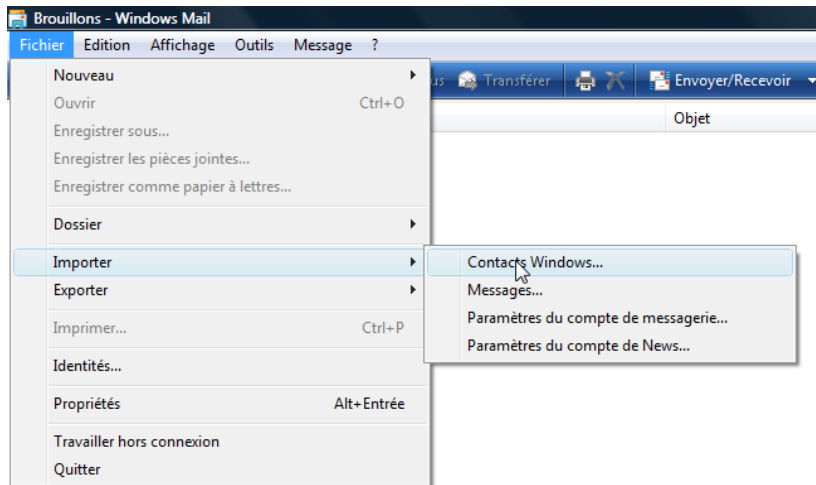 Brouillons - Windows Mail
Fichier Edition Affichage Outils Message ?
Transférer Envoyer/Recevoir
Objet
Nouveau
Ouvrir Ctrl+O
Enregistrer sous...
Enregistrer les pièces jointes...
Enregistrer comme papier à lettres...
Dossier
Importer
Exporter
Imprimer... Ctrl+P
Identités...
Propriétés Alt+Entrée
Travailler hors connexion
Quitter
Contacts Windows...
Messages...
Paramètres du compte de messagerie...
Paramètres du compte de News...